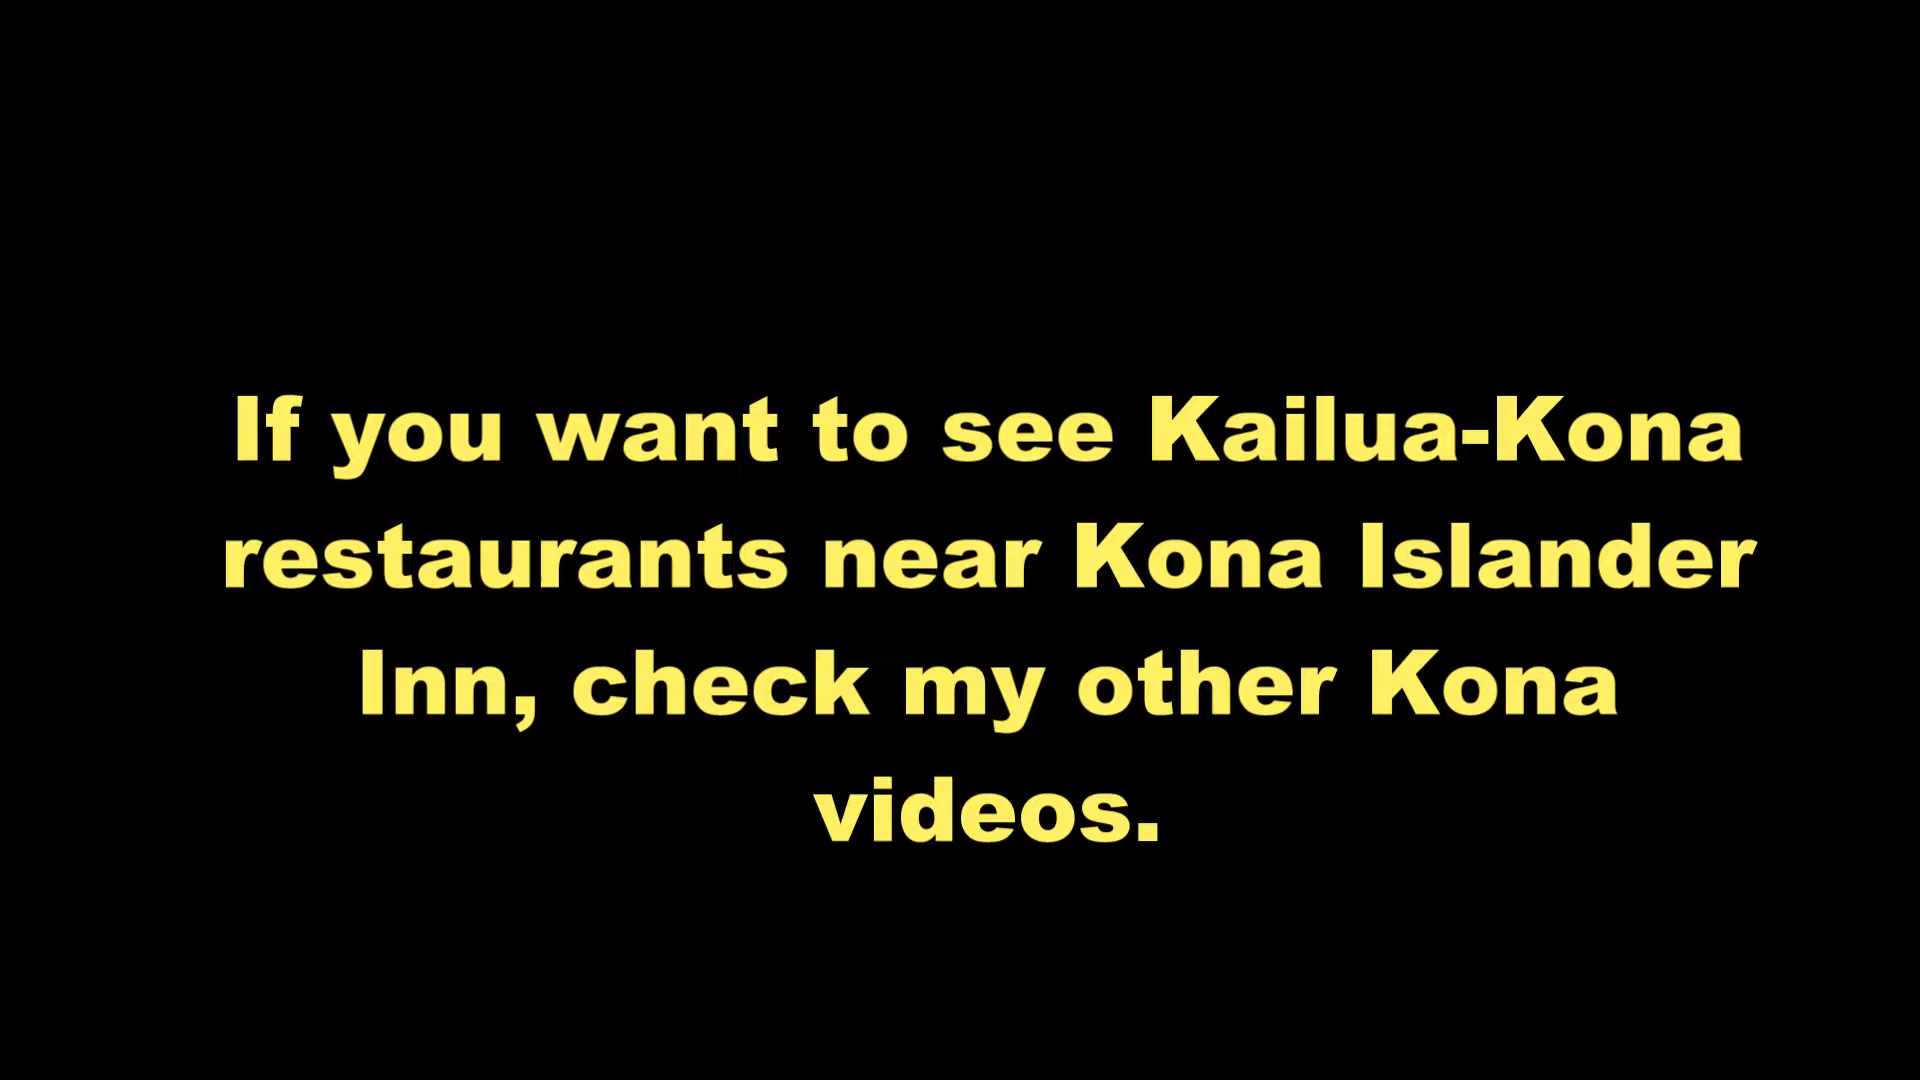 If you want to see Kailua-Kona
restaurants near Kona Islander
Inn, check my other Kona
videos.